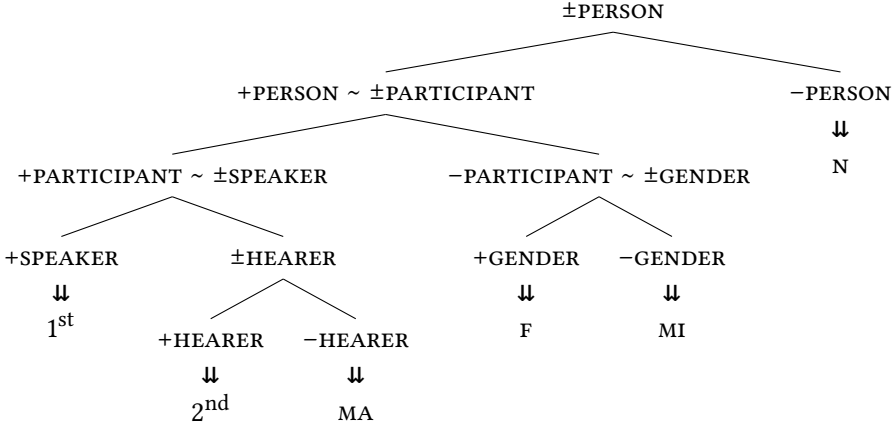 ±PERSON
+PERSON ~ ±PARTICIPANT −PERSON
⇊
N
+PARTICIPANT ~ ±SPEAKER −PARTICIPANT ~ ±GENDER
+SPEAKER ±HEARER +GENDER −GENDER
⇊ ⇊ ⇊
1st F MI
+HEARER −HEARER
⇊ ⇊
2nd MA